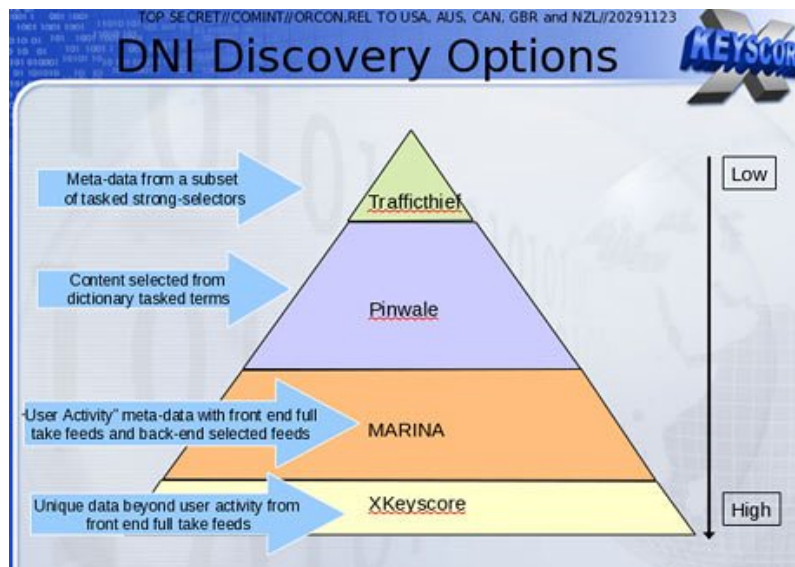 TOP SECRET//COMINT//ORCON,REL TO USA, AUS, CAN, GBR and NZL//20291123
DNI Discovery Options
KEYSCOR
X
Meta-data from a subset
of tasked strong-selectors
Trafficthief
Low
Content selected from
dictionary tasked terms
Pinwale
"User Activity" meta-data with front end full
take feeds and back-end selected feeds
MARINA
Unique data beyond user activity from
front end full take feeds
XKeyscore
High